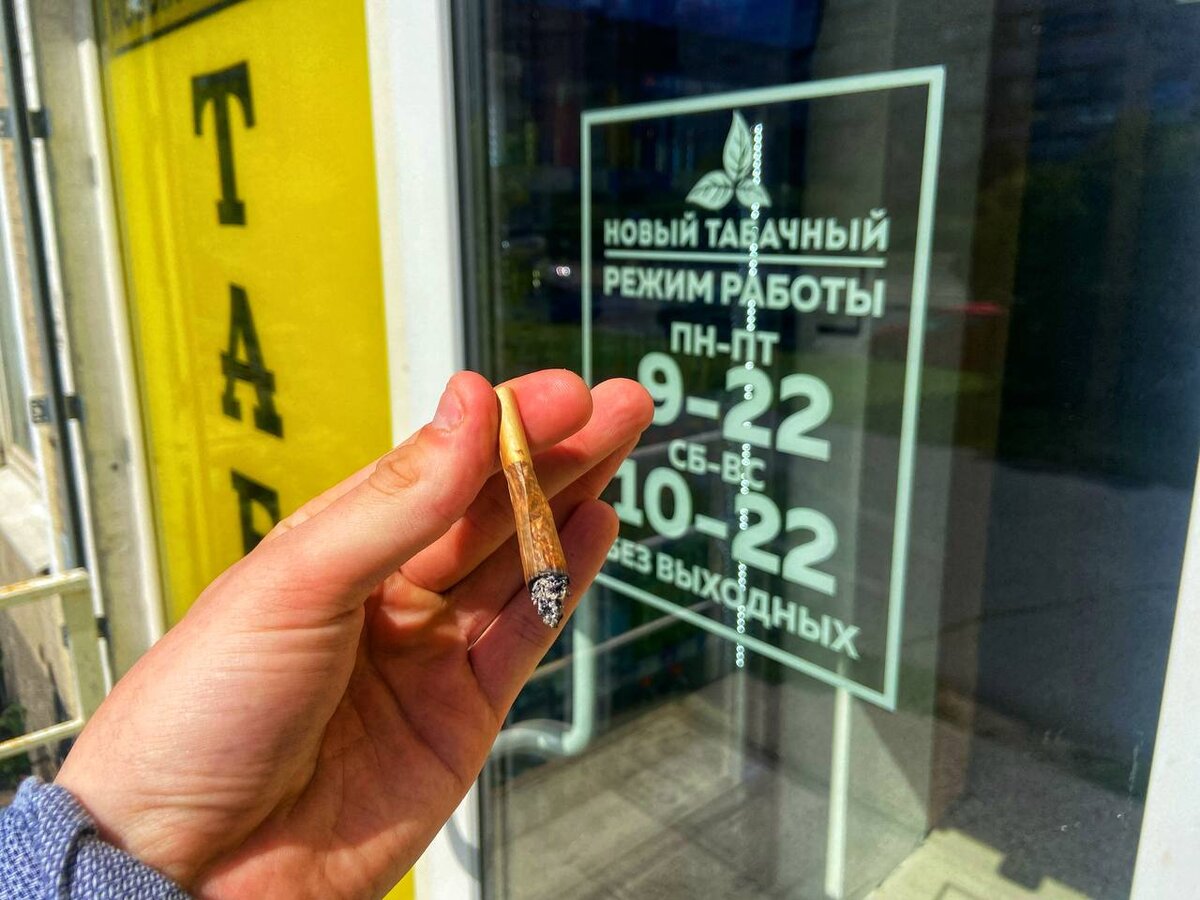 Т
А
НОВЫЙ ТАБАЧНЫЙ
РЕЖИМ РАБОТЫ
ПН-ПТ
9-22
СБ-ВС
10-22
БЕЗ ВЫХОДНЫХ